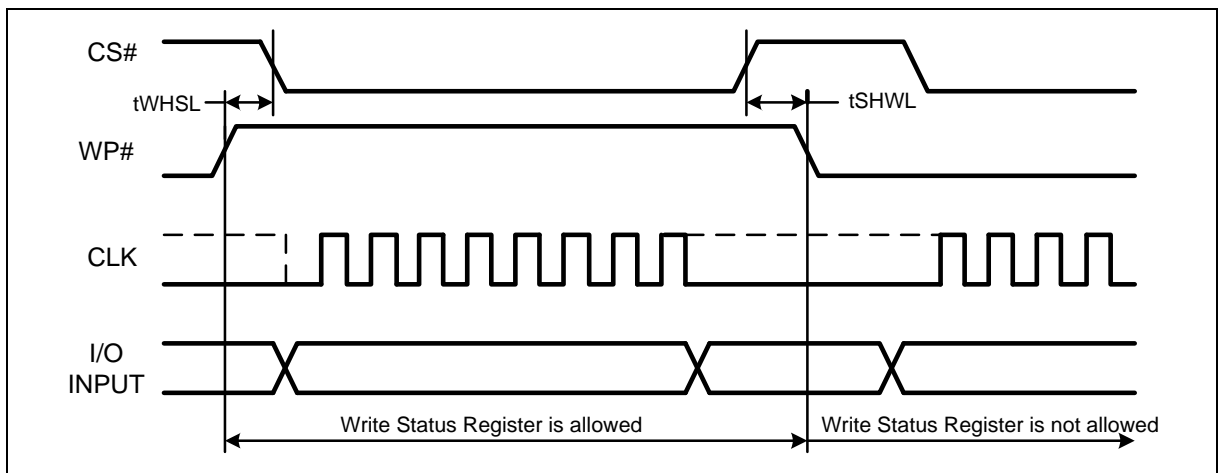 CS#
tWHSL
tSHWL
WP#
CLK
I/O
INPUT
Write Status Register is allowed
Write Status Register is not allowed